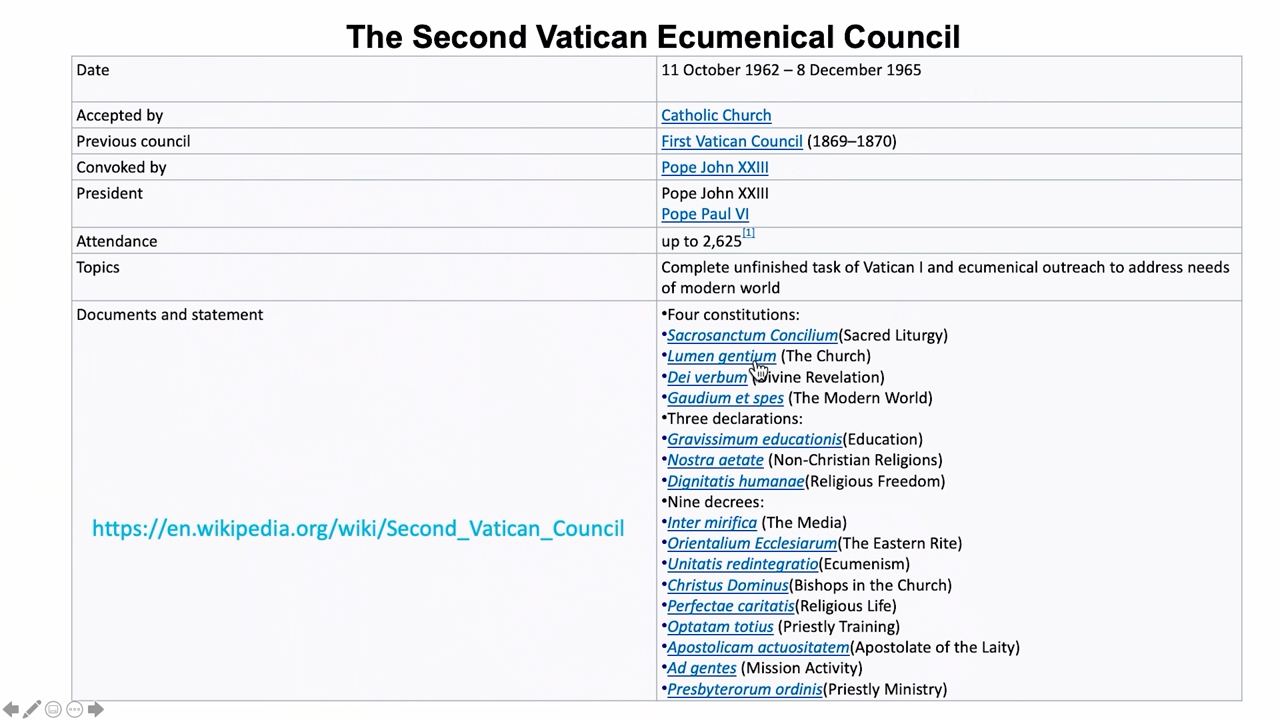 The Second Vatican Ecumenical Council
Date
11 October 1962 – 8 December 1965
Accepted by
Catholic Church
Previous council
First Vatican Council (1869–1870)
Convoked by
Pope John XXIII
President
Pope John XXIII
Pope Paul VI
Attendance
up to 2,625[1]
Topics
Complete unfinished task of Vatican I and ecumenical outreach to address needs
of modern world
Documents and statement
•Four constitutions:
•Sacrosanctum Concilium(Sacred Liturgy)
•Lumen gentium (The Church)
•Dei verbum (Divine Revelation)
•Gaudium et spes (The Modern World)
•Three declarations:
•Gravissimum educationis(Education)
•Nostra aetate (Non-Christian Religions)
•Dignitatis humanae(Religious Freedom)
•Nine decrees:
•Inter mirifica (The Media)
•Orientalium Ecclesiarum(The Eastern Rite)
•Unitatis redintegratio(Ecumenism)
•Christus Dominus(Bishops in the Church)
•Perfectae caritatis(Religious Life)
•Optatam totius (Priestly Training)
•Apostolicam actuositatem(Apostolate of the Laity)
•Ad gentes (Mission Activity)
•Presbyterorum ordinis(Priestly Ministry)
https://en.wikipedia.org/wiki/Second_Vatican_Council